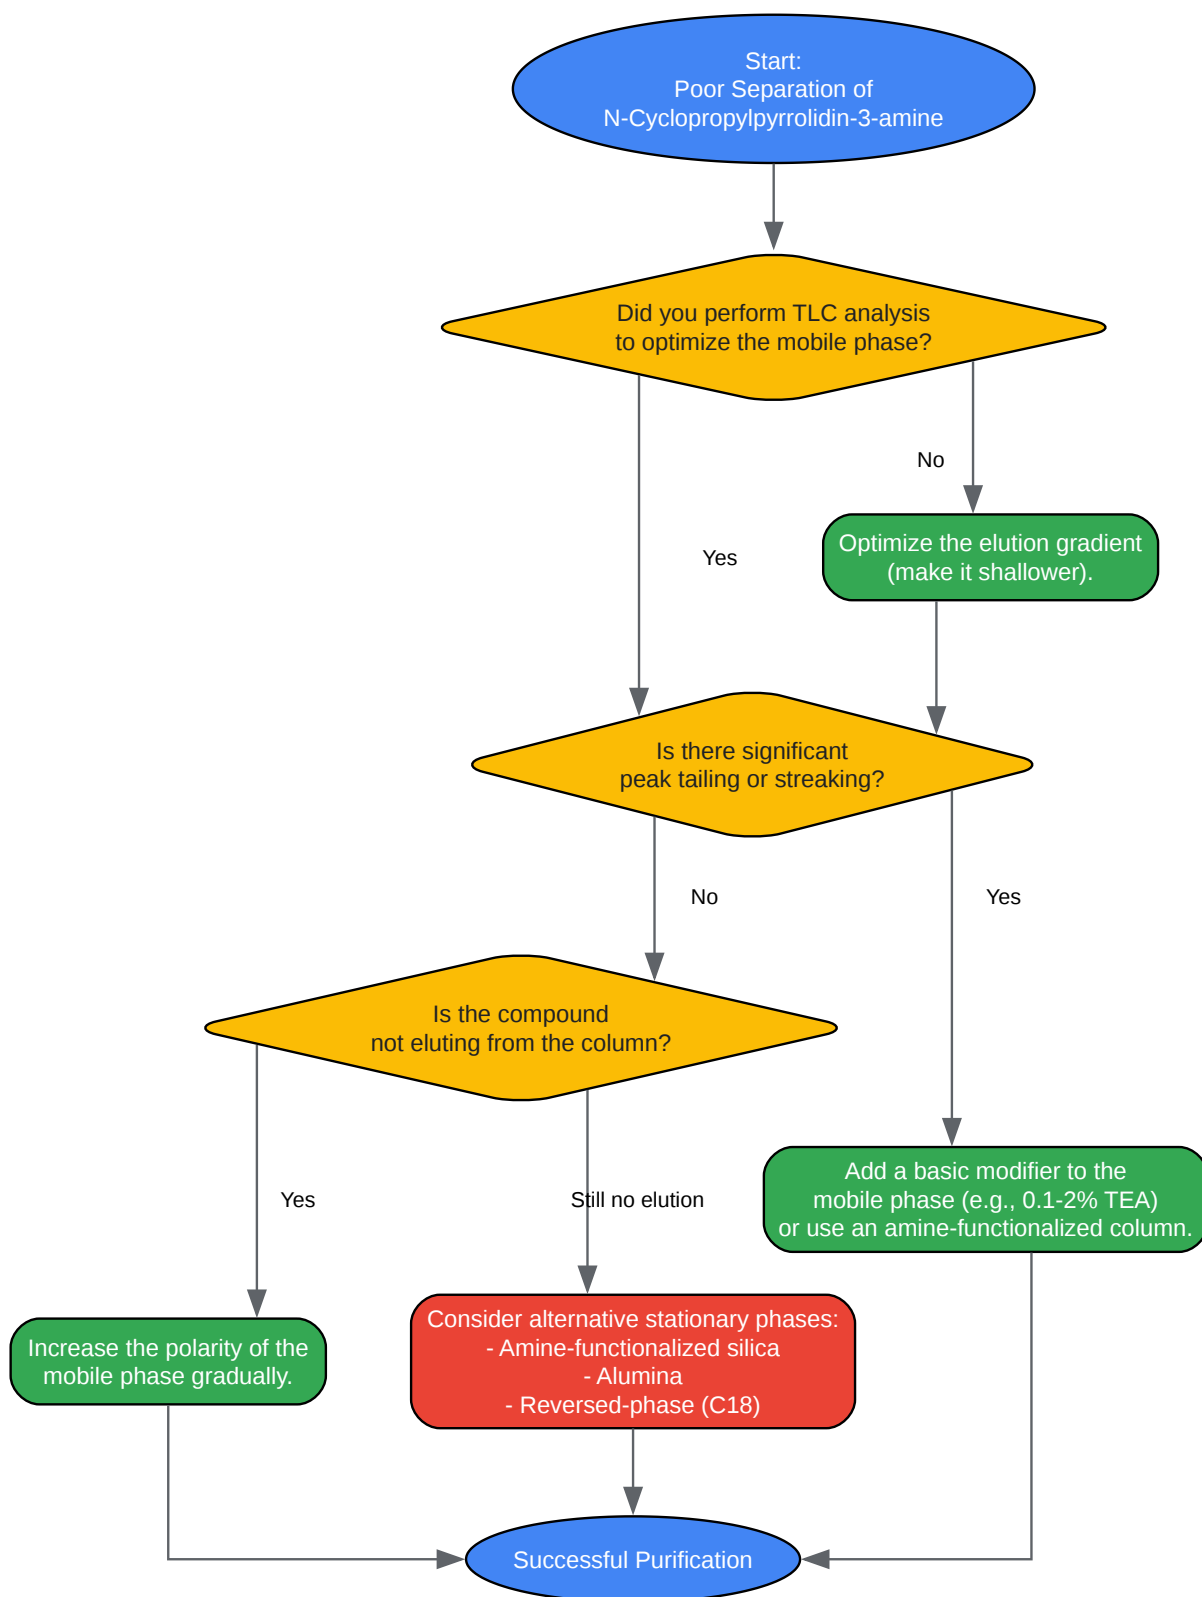 Start:
Poor Separation of
N-Cyclopropylpyrrolidin-3-amine
Did you perform TLC analysis
to optimize the mobile phase?
No
Optimize the elution gradient
(make it shallower).
Yes
Is there significant
peak tailing or streaking?
No
Yes
Is the compound
not eluting from the column?
Yes
Still no elution
Add a basic modifier to the
mobile phase (e.g., 0.1-2% TEA)
or use an amine-functionalized column.
Increase the polarity of the
mobile phase gradually.
Consider alternative stationary phases:
- Amine-functionalized silica
- Alumina
- Reversed-phase (C18)
Successful Purification